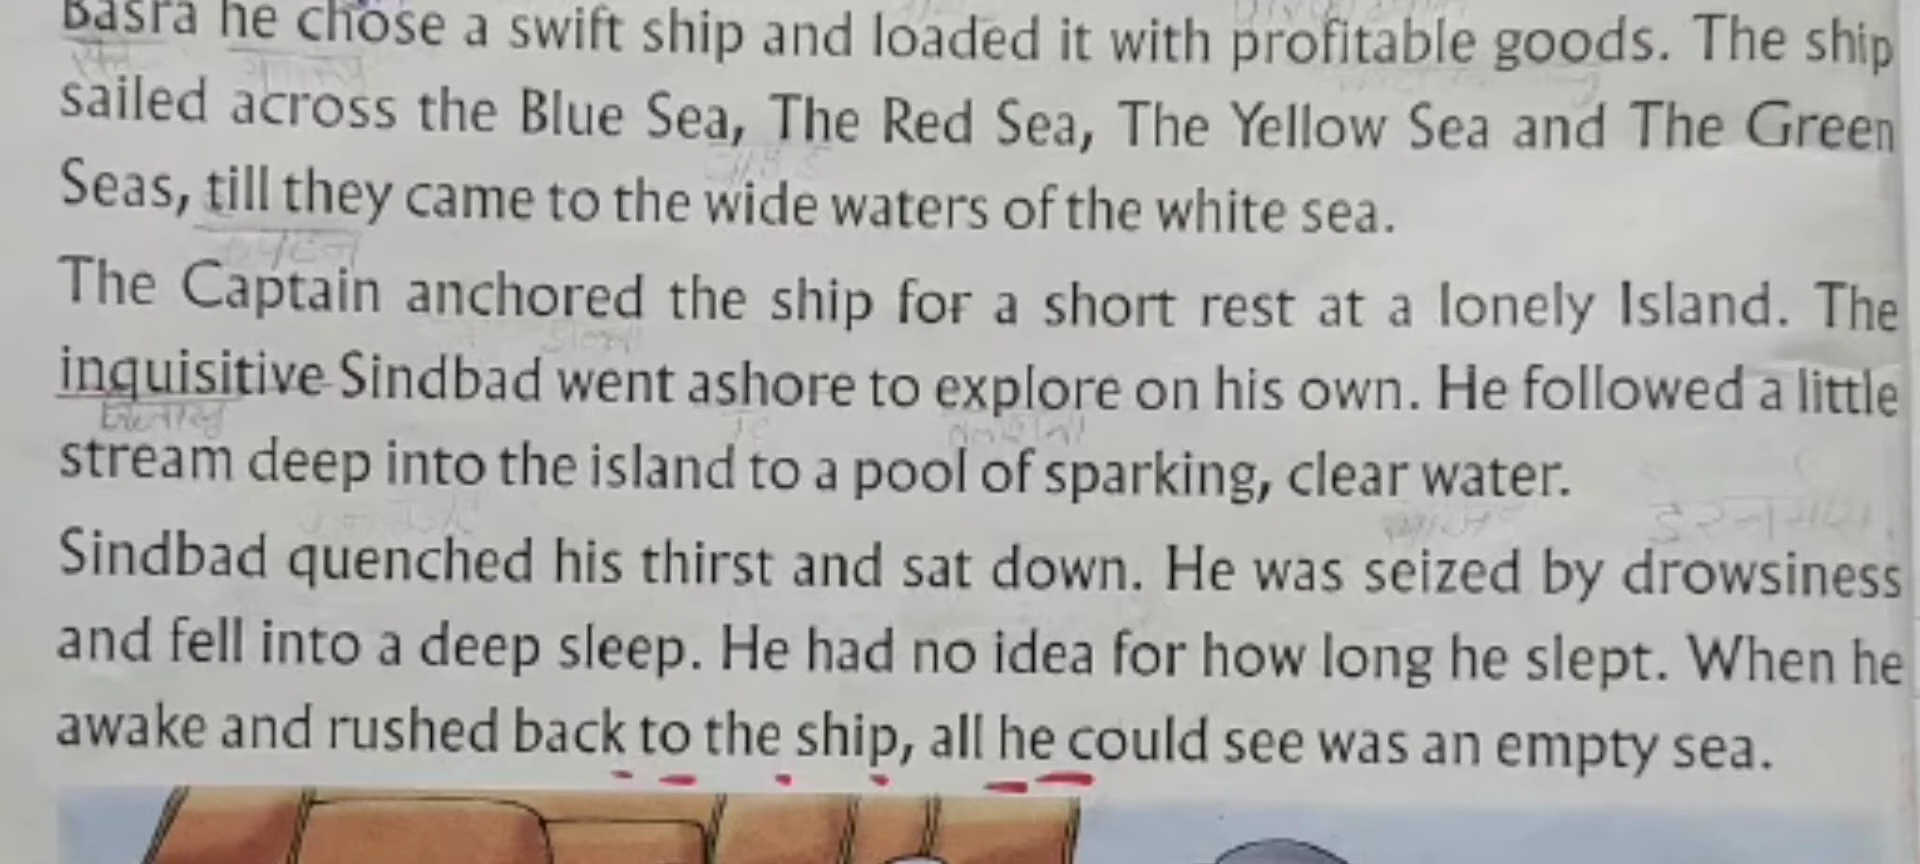 Basra he chose a swift ship and loaded it with profitable goods. The ship
sailed across the Blue Sea, The Red Sea, The Yellow Sea and The Green
Seas, till they came to the wide waters of the white sea.
The Captain anchored the ship for a short rest at a lonely Island. The
inquisitive Sindbad went ashore to explore on his own. He followed a little
stream deep into the island to a pool of sparking, clear water.
Sindbad quenched his thirst and sat down. He was seized by drowsiness
and fell into a deep sleep. He had no idea for how long he slept. When he
awake and rushed back to the ship, all he could see was an empty sea.